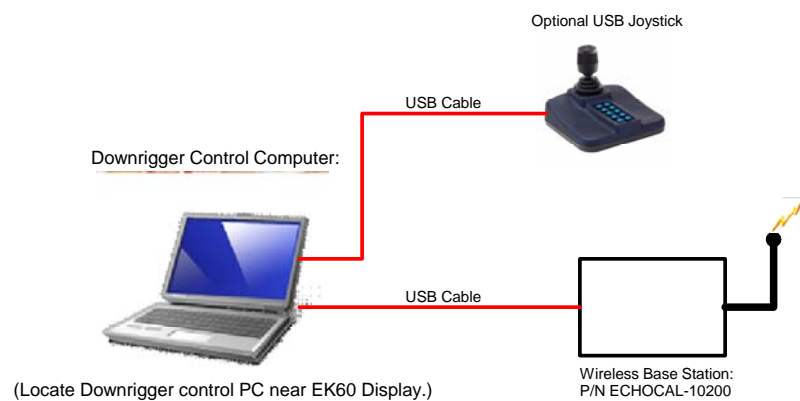 Optional USB Joystick
USB Cable
Downrigger Control Computer:
USB Cable
Wireless Base Station:
P/N ECHOCAL-10200
(Locate Downrigger control PC near EK60 Display.)